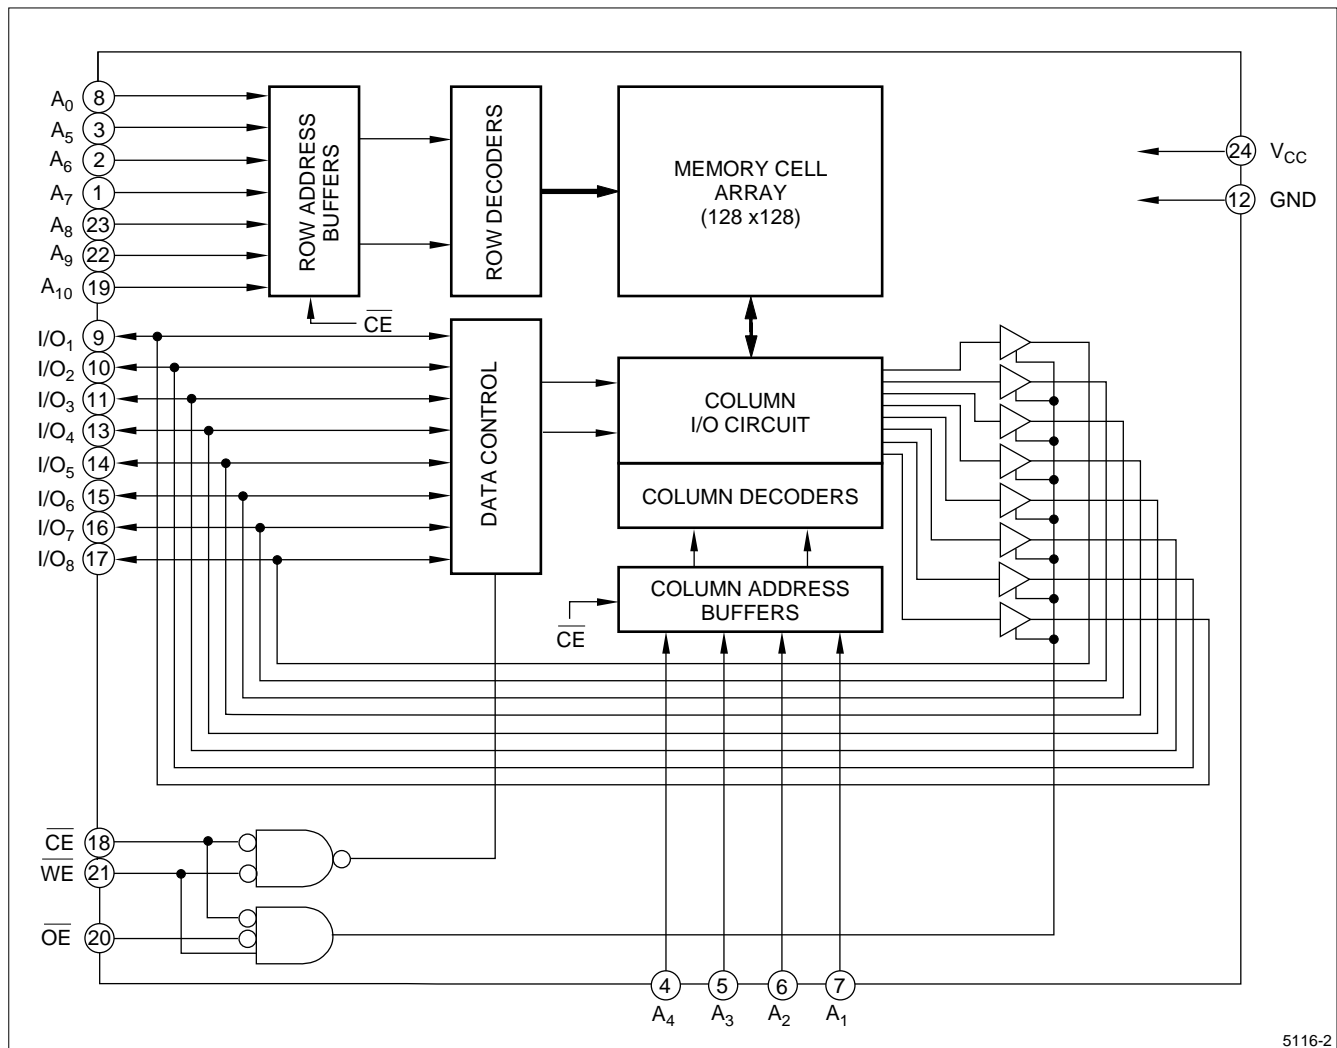 A0 8
A5 3
A6 2
A7 1
A8 23
A9 22
A10 19
ROW ADDRESS
BUFFERS
CE
ROW DECODERS
MEMORY CELL
ARRAY
(128 x128)
24 VCC
12 GND
I/O1 9
I/O2 10
I/O3 11
I/O4 13
I/O5 14
I/O6 15
I/O7 16
I/O8 17
DATA CONTROL
COLUMN
I/O CIRCUIT
COLUMN DECODERS
COLUMN ADDRESS
BUFFERS
CE
CE 18
WE 21
OE 20
4 5 6 7
A4 A3 A2 A1
5116-2